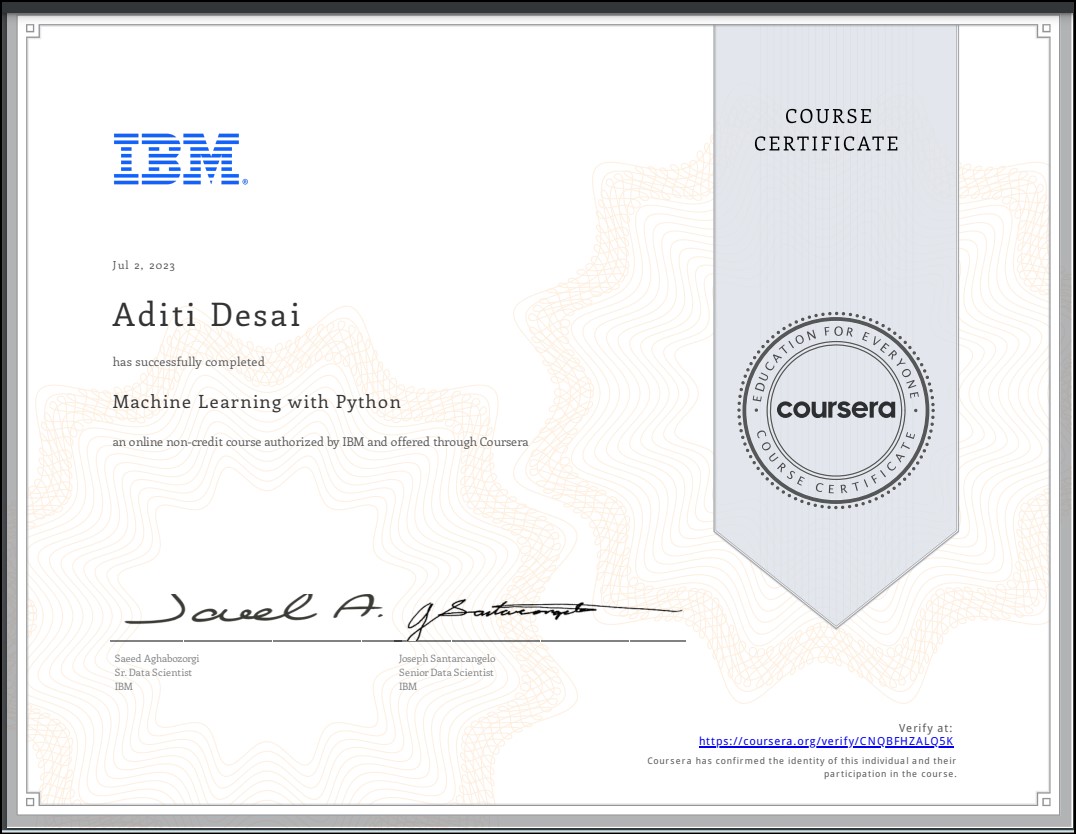 COURSE
CERTIFICATE
IBM®
Jul 2, 2023
Aditi Desai
has successfully completed
Machine Learning with Python
an online non-credit course authorized by IBM and offered through Coursera
EDUCATION FOR EVERYONE
coursera
COURSE CERTIFICATE
Saeed A. J Santarcangelo
Saeed Aghabozorgi
Sr. Data Scientist
IBM
Joseph Santarcangelo
Senior Data Scientist
IBM
Verify at:
https://coursera.org/verify/CNQBFHZALQ5K
Coursera has confirmed the identity of this individual and their
participation in the course.